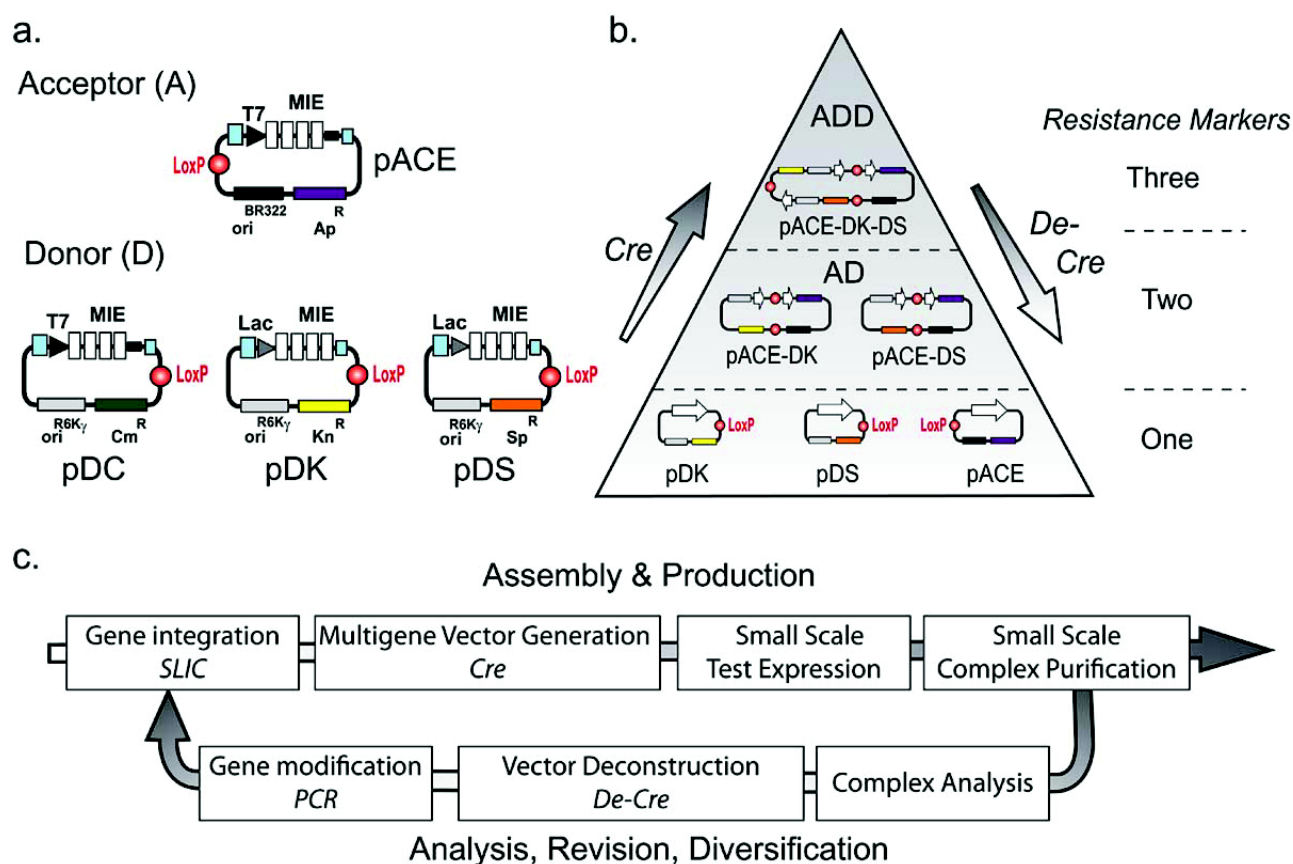 a.
Acceptor (A)
T7
MIE
LoxP
pACE
BR322
ori
R
Ap
Donor (D)
T7
MIE
LoxP
R6Kγ
ori
R
Cm
pDC
Lac
MIE
LoxP
R6Kγ
ori
R
Kn
pDK
Lac
MIE
LoxP
R6Kγ
ori
R
Sp
pDS
b.
ADD
pACE-DK-DS
AD
pACE-DK
pACE-DS
LoxP
pDK
LoxP
pDS
LoxP
pACE
Cre
De-
Cre
Resistance Markers
Three
Two
One
c.
Assembly & Production
Gene integration
SLIC
Multigene Vector Generation
Cre
Small Scale
Test Expression
Small Scale
Complex Purification
Gene modification
PCR
Vector Deconstruction
De-Cre
Complex Analysis
Analysis, Revision, Diversification